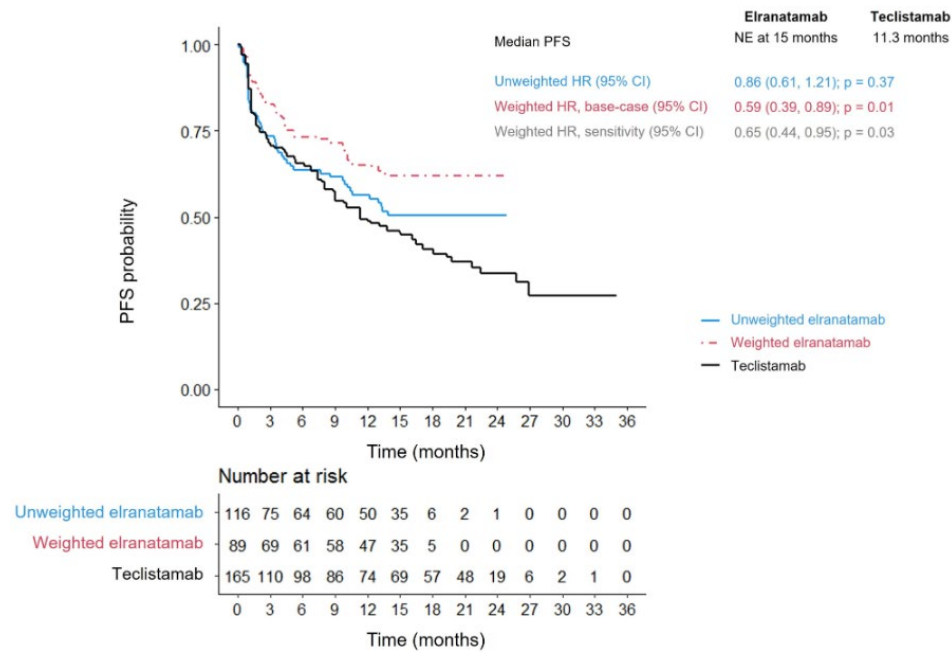 Elranatamab Teclistamab
Median PFS NE at 15 months 11.3 months
Unweighted HR (95% CI) 0.86 (0.61, 1.21); p = 0.37
Weighted HR, base-case (95% CI) 0.59 (0.39, 0.89); p = 0.01
Weighted HR, sensitivity (95% CI) 0.65 (0.44, 0.95); p = 0.03
PFS probability
1.00
0.75
0.50
0.25
0.00
0 3 6 9 12 15 18 21 24 27 30 33 36
Time (months)
Unweighted elranatamab
Weighted elranatamab
Teclistamab
Number at risk
Unweighted elranatamab 116 75 64 60 50 35 6 2 1 0 0 0 0
Weighted elranatamab 89 69 61 58 47 35 5 0 0 0 0 0 0
Teclistamab 165 110 98 86 74 69 57 48 19 6 2 1 0
0 3 6 9 12 15 18 21 24 27 30 33 36
Time (months)